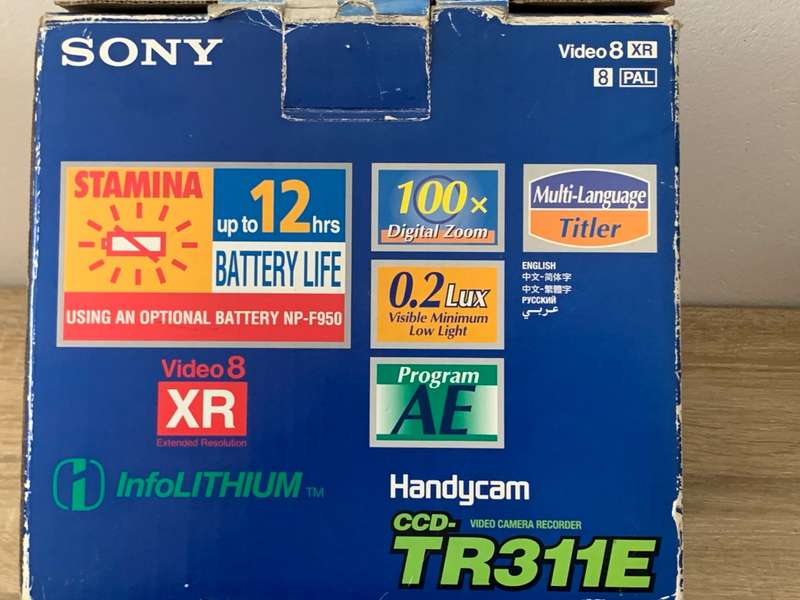 SONY
Video 8 XR
8 PAL
STAMINA
up to 12 hrs
BATTERY LIFE
USING AN OPTIONAL BATTERY NP-F950
100x
Digital Zoom
Multi-Language
Titler
ENGLISH
中文-简体字
中文-繁體字
РУССКИЙ
عربي
0.2 Lux
Visible Minimum
Low Light
Video 8
XR
Extended Resolution
Program
AE
InfoLITHIUM TM
Handycam
CCD- VIDEO CAMERA RECORDER
TR311E